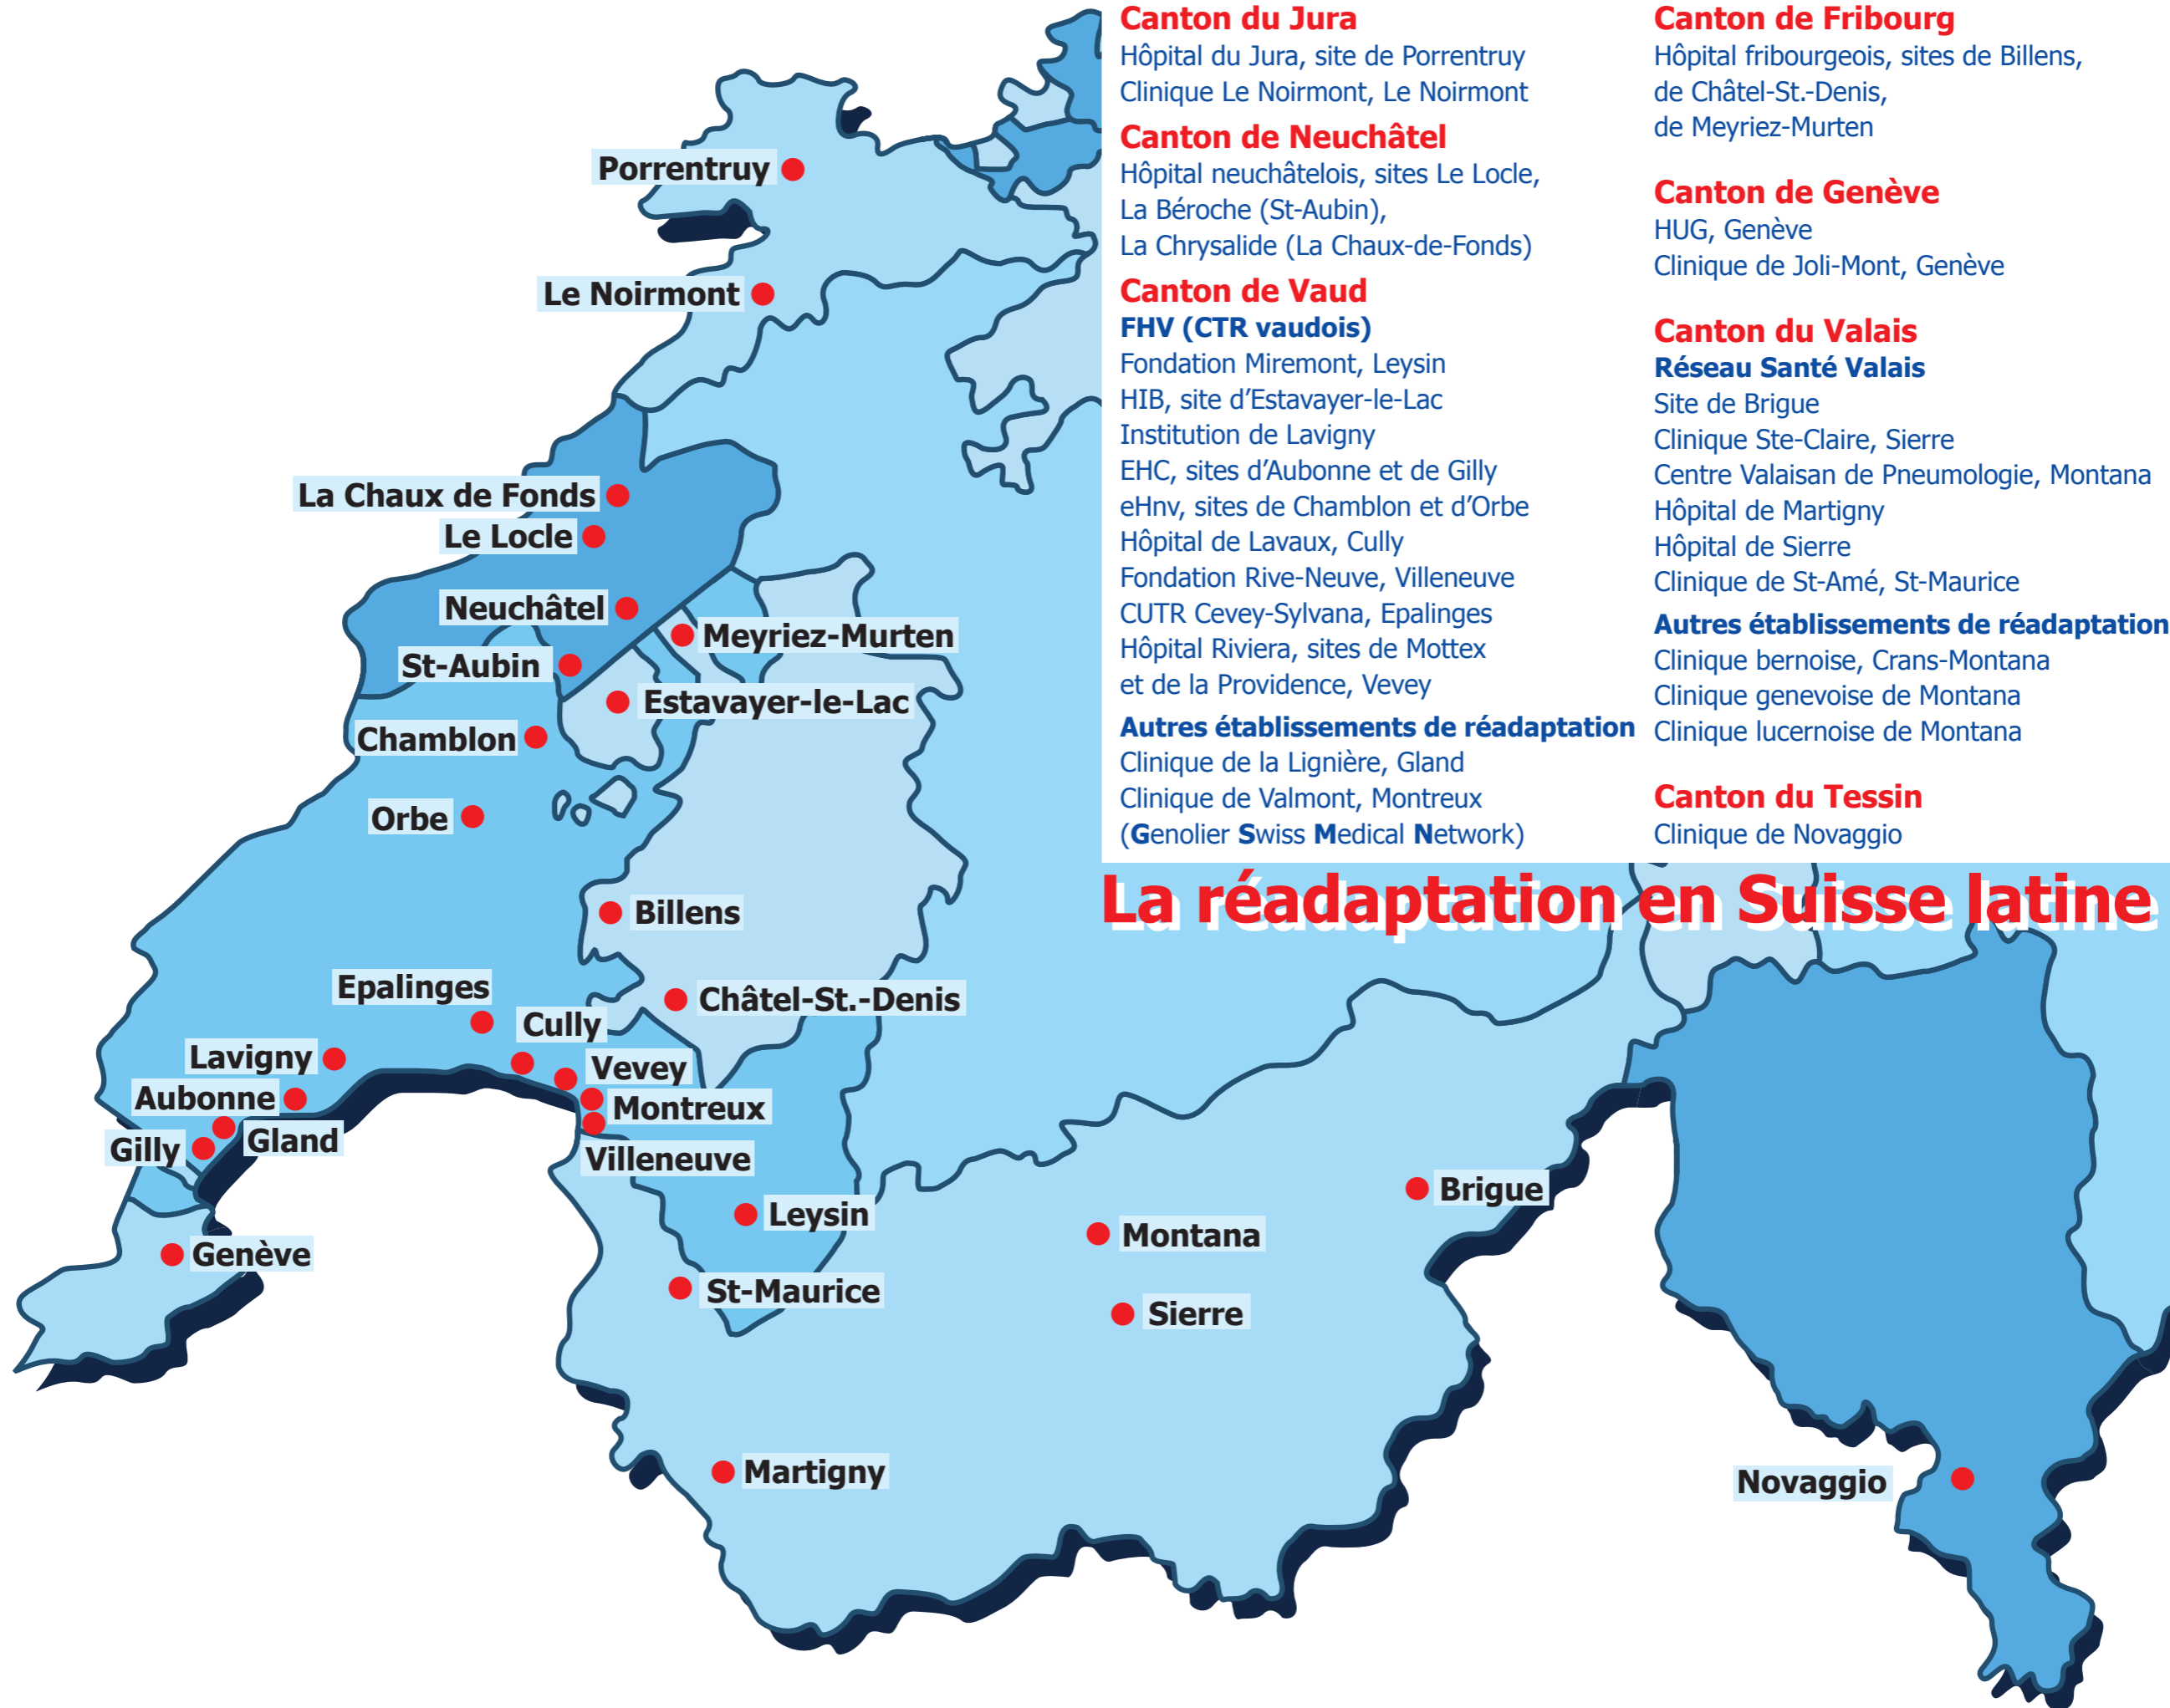 Canton du Jura
Hôpital du Jura, site de Porrentruy
Clinique Le Noirmont, Le Noirmont
Canton de Neuchâtel
Hôpital neuchâtelois, sites Le Locle,
La Béroche (St-Aubin),
La Chrysalide (La Chaux-de-Fonds)
Canton de Vaud
FHV (CTR vaudois)
Fondation Miremont, Leysin
HIB, site d’Estavayer-le-Lac
Institution de Lavigny
EHC, sites d’Aubonne et de Gilly
eHnv, sites de Chamblon et d’Orbe
Hôpital de Lavaux, Cully
Fondation Rive-Neuve, Villeneuve
CUTR Cevey-Sylvana, Epalinges
Hôpital Riviera, sites de Mottex
et de la Providence, Vevey
Autres établissements de réadaptation
Clinique de la Lignière, Gland
Clinique de Valmont, Montreux
(Genolier Swiss Medical Network)
Canton de Fribourg
Hôpital fribourgeois, sites de Billens,
de Châtel-St.-Denis,
de Meyriez-Murten
Canton de Genève
HUG, Genève
Clinique de Joli-Mont, Genève
Canton du Valais
Réseau Santé Valais
Site de Brigue
Clinique Ste-Claire, Sierre
Centre Valaisan de Pneumologie, Montana
Hôpital de Martigny
Hôpital de Sierre
Clinique de St-Amé, St-Maurice
Autres établissements de réadaptation
Clinique bernoise, Crans-Montana
Clinique genevoise de Montana
Clinique lucernoise de Montana
Canton du Tessin
Clinique de Novaggio
La réadaptation en Suisse latine
Porrentruy
Le Noirmont
La Chaux de Fonds
Le Locle
Neuchâtel
Meyriez-Murten
St-Aubin
Estavayer-le-Lac
Chamblon
Orbe
Billens
Epalinges
Châtel-St.-Denis
Cully
Lavigny
Vevey
Aubonne
Montreux
Gland
Gilly
Villeneuve
Brigue
Leysin
Montana
Genève
St-Maurice
Sierre
Martigny
Novaggio